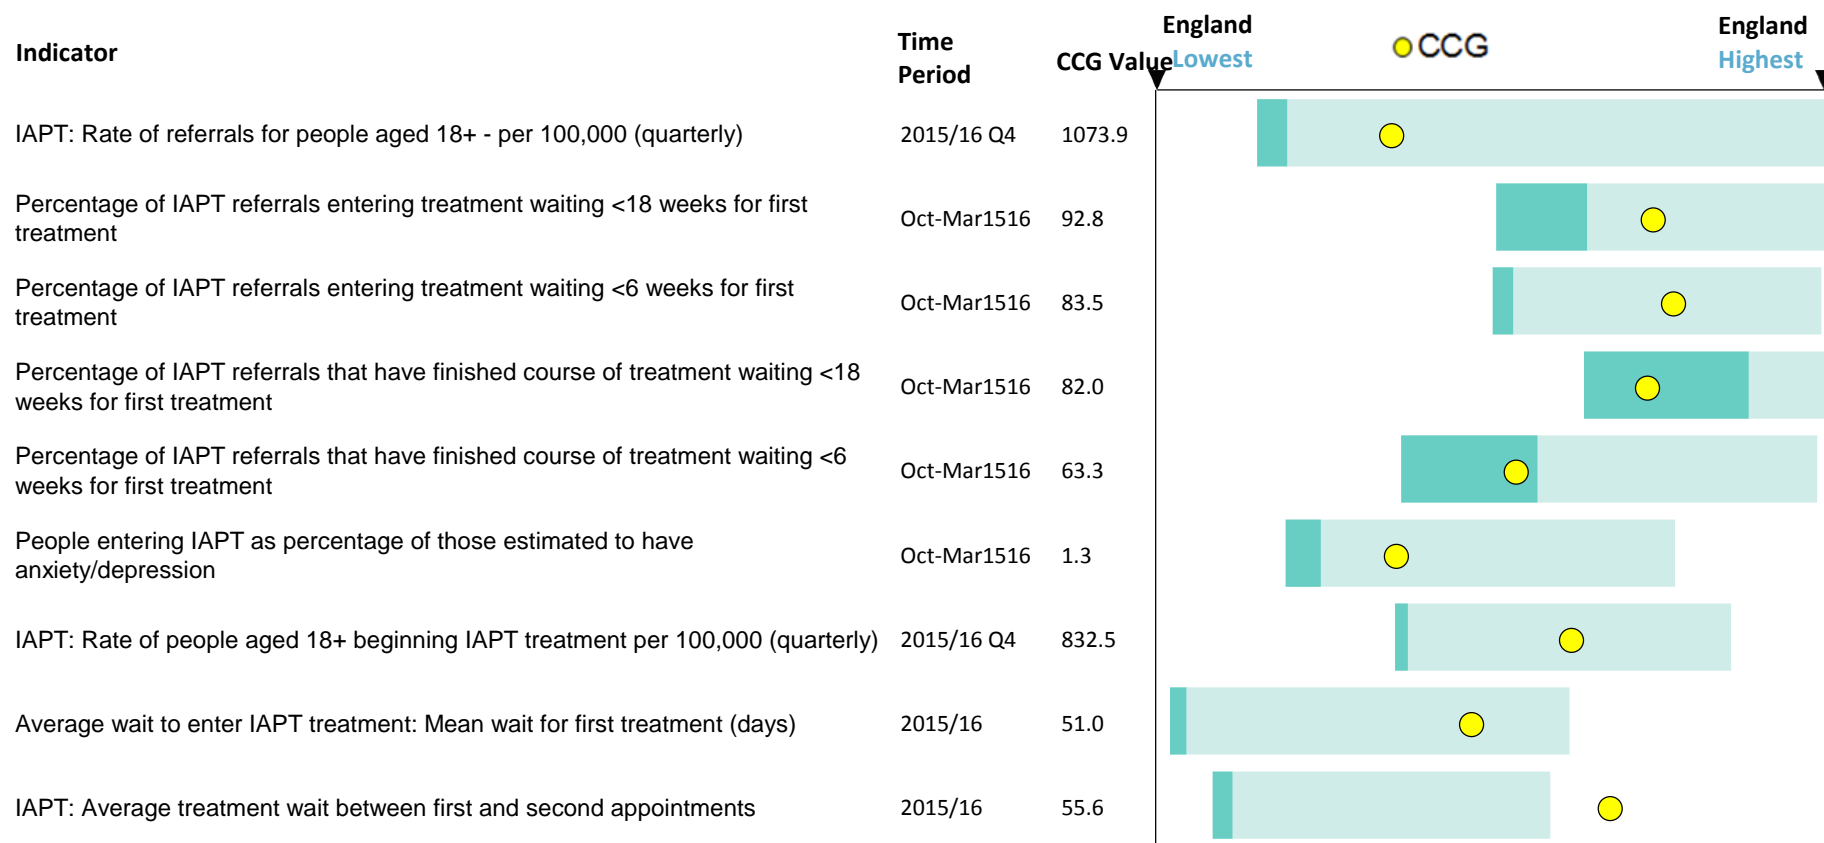 Indicator
Time
Period
CCG Value
England
Lowest
CCG
England
Highest
IAPT: Rate of referrals for people aged 18+ - per 100,000 (quarterly) 2015/16 Q4 1073.9
Percentage of IAPT referrals entering treatment waiting <18 weeks for first
treatment
Oct-Mar1516 92.8
Percentage of IAPT referrals entering treatment waiting <6 weeks for first
treatment
Oct-Mar1516 83.5
Percentage of IAPT referrals that have finished course of treatment waiting <18
weeks for first treatment
Oct-Mar1516 82.0
Percentage of IAPT referrals that have finished course of treatment waiting <6
weeks for first treatment
Oct-Mar1516 63.3
People entering IAPT as percentage of those estimated to have
anxiety/depression
Oct-Mar1516 1.3
IAPT: Rate of people aged 18+ beginning IAPT treatment per 100,000 (quarterly) 2015/16 Q4 832.5
Average wait to enter IAPT treatment: Mean wait for first treatment (days) 2015/16 51.0
IAPT: Average treatment wait between first and second appointments 2015/16 55.6